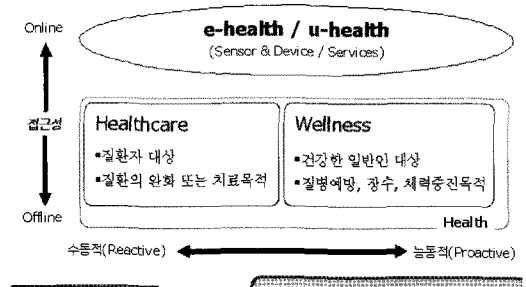 Online
e-health / u-health
(Sensor & Device / Services)
접근성
Healthcare
▪질환자 대상
▪질환의 완화 또는 치료목적
Wellness
▪건강한 일반인 대상
▪질병예방, 장수, 체력증진목적
Offline
Health
수동적(Reactive)
능동적(Proactive)